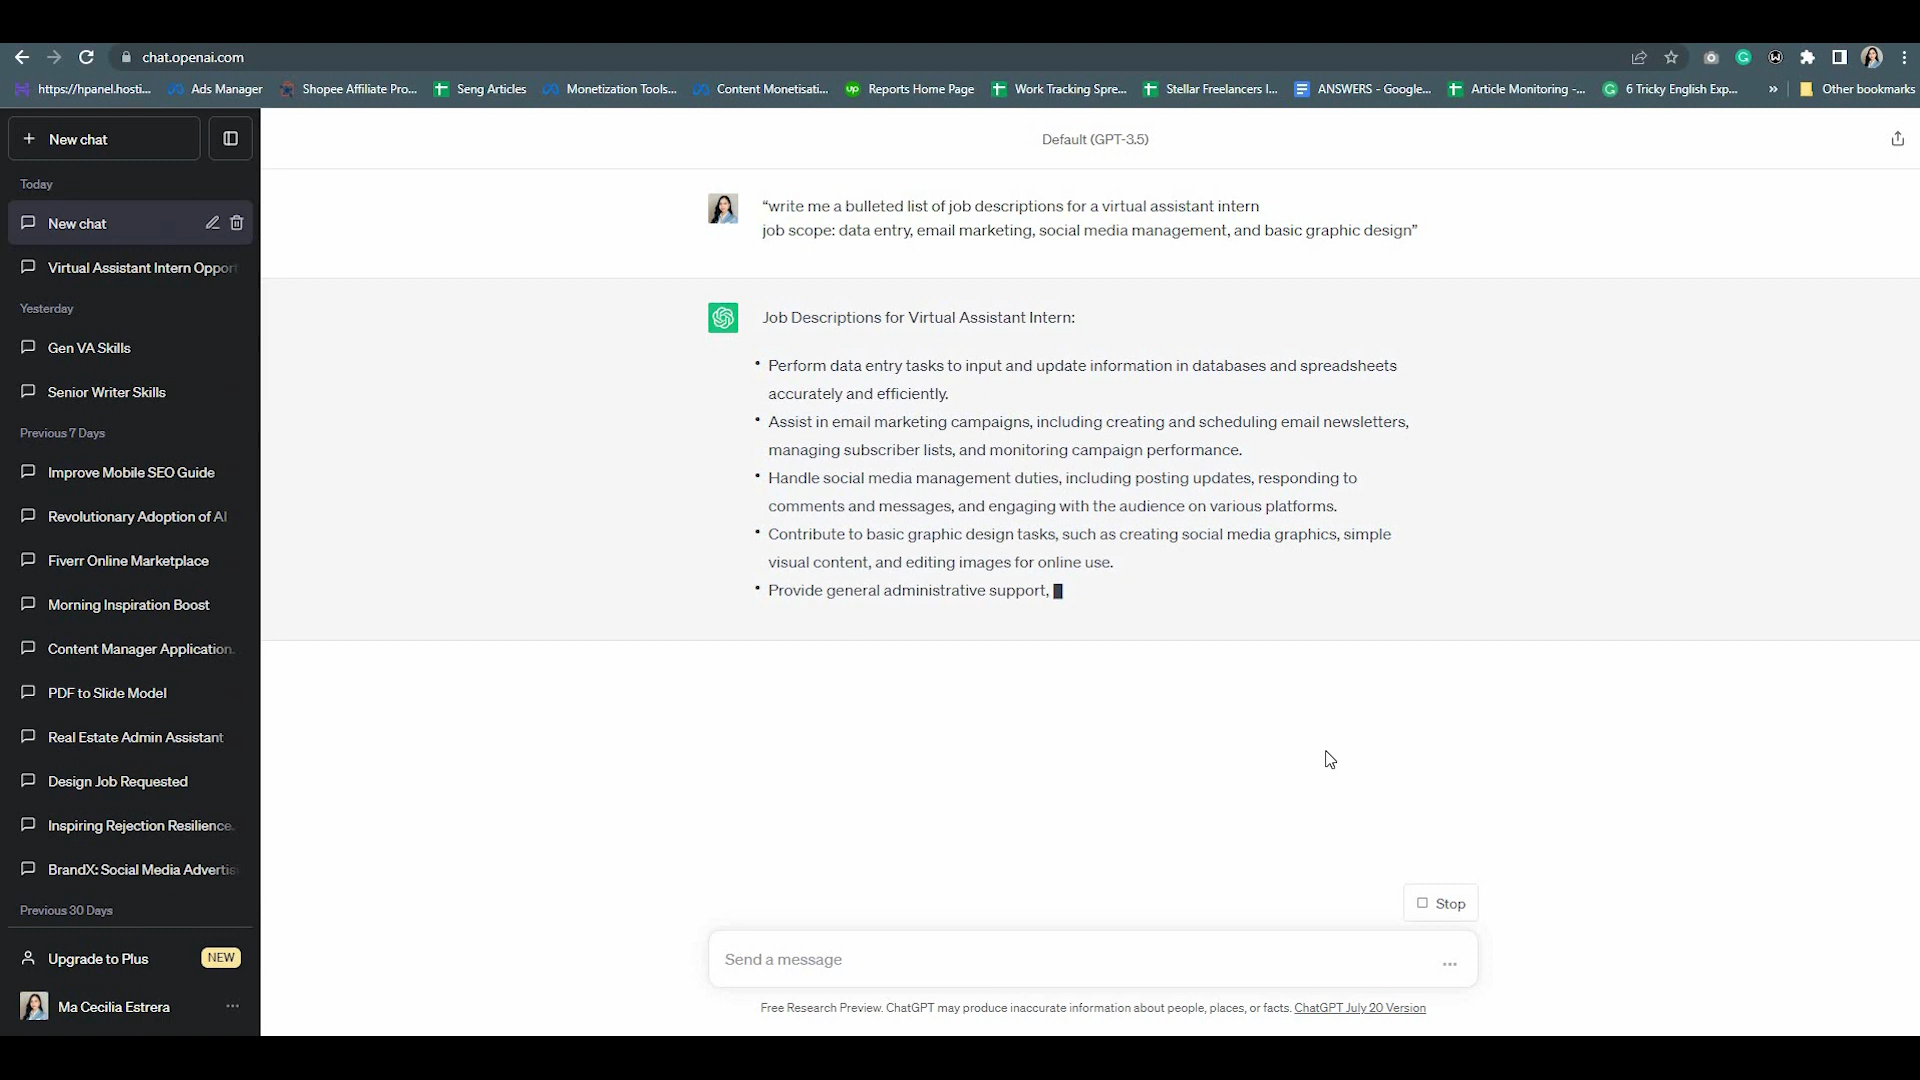 chat.openai.com
https://hpanel.hosti...
Ads Manager
Shopee Affiliate Pro...
Seng Articles
Monetization Tools...
Content Monetisati...
up
Reports Home Page
Work Tracking Spre...
Stellar Freelancers I...
ANSWERS - Google...
Article Monitoring -...
6 Tricky English Exp...
»
Other bookmarks
+ New chat
Default (GPT-3.5)
Today
New chat
Virtual Assistant Intern Opport
Yesterday
Gen VA Skills
Senior Writer Skills
Previous 7 Days
Improve Mobile SEO Guide
Revolutionary Adoption of AI
Fiverr Online Marketplace
Morning Inspiration Boost
Content Manager Application.
PDF to Slide Model
Real Estate Admin Assistant
Design Job Requested
Inspiring Rejection Resilience.
BrandX: Social Media Advertis
Previous 30 Days
Upgrade to Plus
NEW
Ma Cecilia Estrera
...
“write me a bulleted list of job descriptions for a virtual assistant intern
job scope: data entry, email marketing, social media management, and basic graphic design”
Job Descriptions for Virtual Assistant Intern:
• Perform data entry tasks to input and update information in databases and spreadsheets
accurately and efficiently.
• Assist in email marketing campaigns, including creating and scheduling email newsletters,
managing subscriber lists, and monitoring campaign performance.
• Handle social media management duties, including posting updates, responding to
comments and messages, and engaging with the audience on various platforms.
• Contribute to basic graphic design tasks, such as creating social media graphics, simple
visual content, and editing images for online use.
• Provide general administrative support,
Stop
Send a message
...
Free Research Preview. ChatGPT may produce inaccurate information about people, places, or facts. ChatGPT July 20 Version